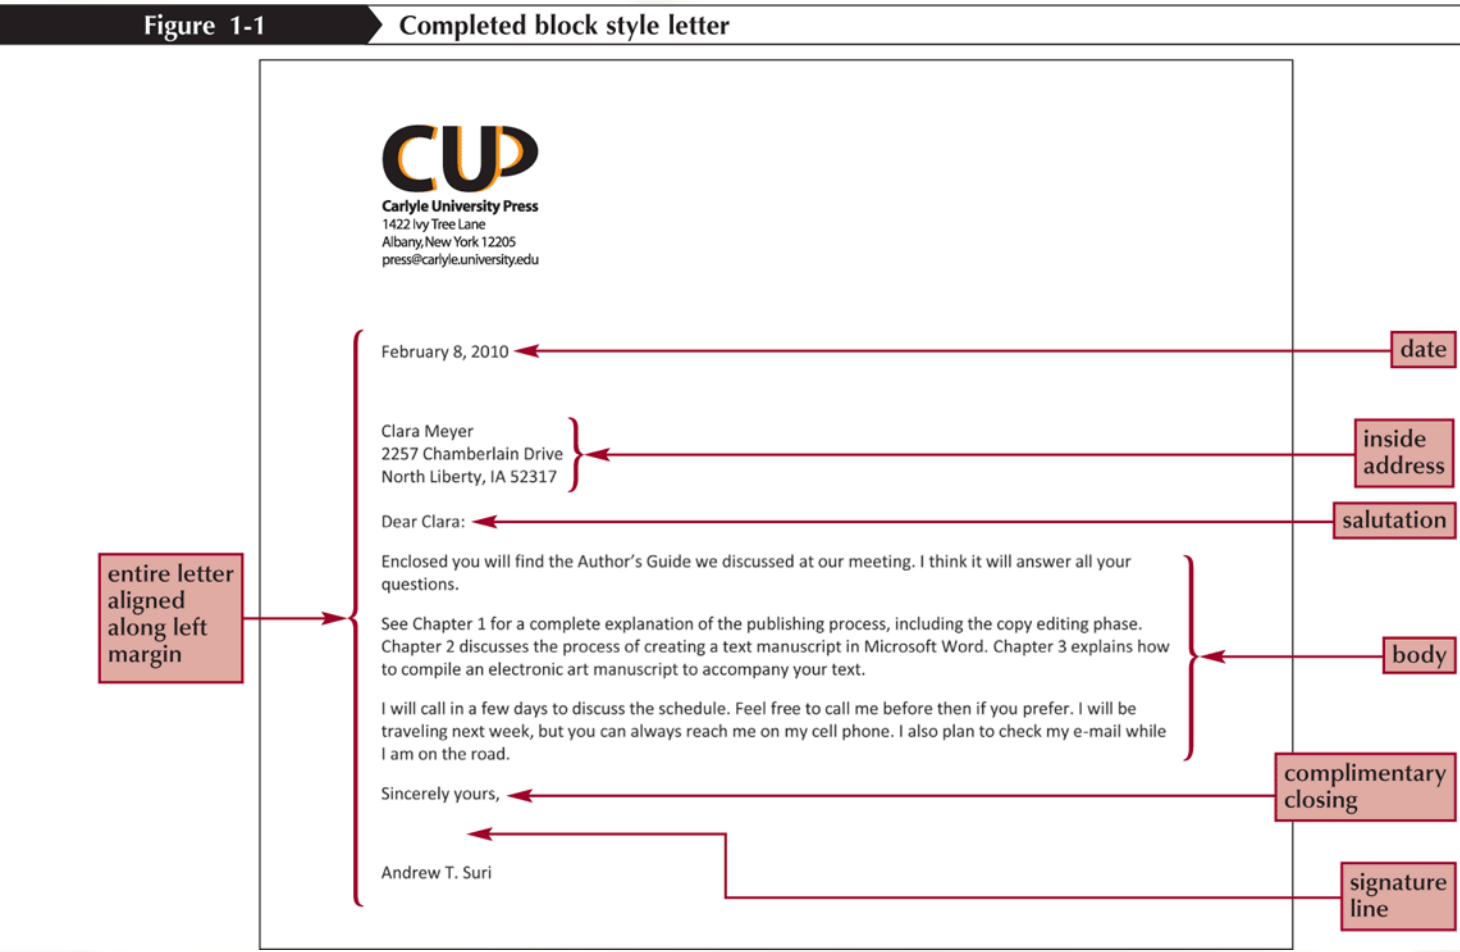 Figure 1-1
Completed block style letter
CUP
Carlyle University Press
1422 Ivy Tree Lane
Albany, New York 12205
press@carlyle.university.edu
February 8, 2010
date
Clara Meyer
2257 Chamberlain Drive
North Liberty, IA 52317
inside
address
Dear Clara:
salutation
entire letter
aligned
along left
margin
Enclosed you will find the Author’s Guide we discussed at our meeting. I think it will answer all your
questions.
See Chapter 1 for a complete explanation of the publishing process, including the copy editing phase.
Chapter 2 discusses the process of creating a text manuscript in Microsoft Word. Chapter 3 explains how
to compile an electronic art manuscript to accompany your text.
I will call in a few days to discuss the schedule. Feel free to call me before then if you prefer. I will be
traveling next week, but you can always reach me on my cell phone. I also plan to check my e-mail while
I am on the road.
body
Sincerely yours,
complimentary
closing
Andrew T. Suri
signature
line